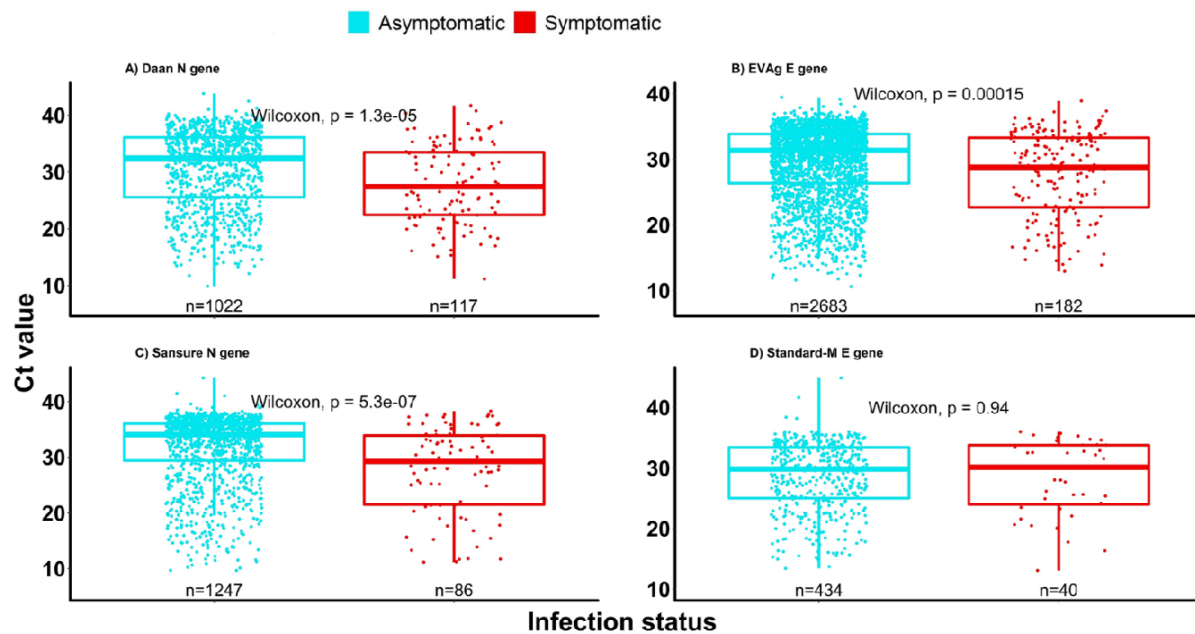 Asymptomatic Symptomatic
A) Daan N gene
Wilcoxon, p = 1.3e-05
40
30
20
10
n=1022 n=117
B) EVAg E gene
Wilcoxon, p = 0.00015
40
30
20
10
n=2683 n=182
Ct value
C) Sansure N gene
Wilcoxon, p = 5.3e-07
40
30
20
10
n=1247 n=86
D) Standard-M E gene
Wilcoxon, p = 0.94
40
30
20
10
n=434 n=40
Infection status